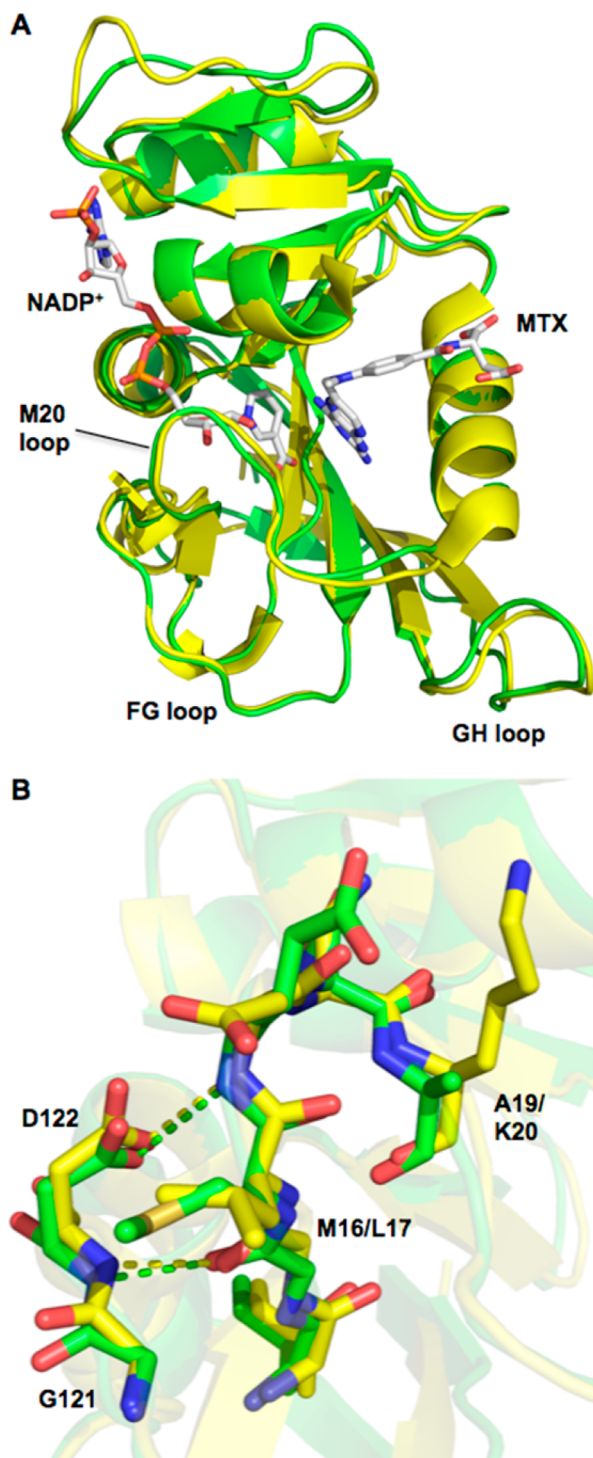 A
NADP⁺
MTX
M20
loop
FG loop
GH loop
B
D122
A19/
K20
M16/L17
G121